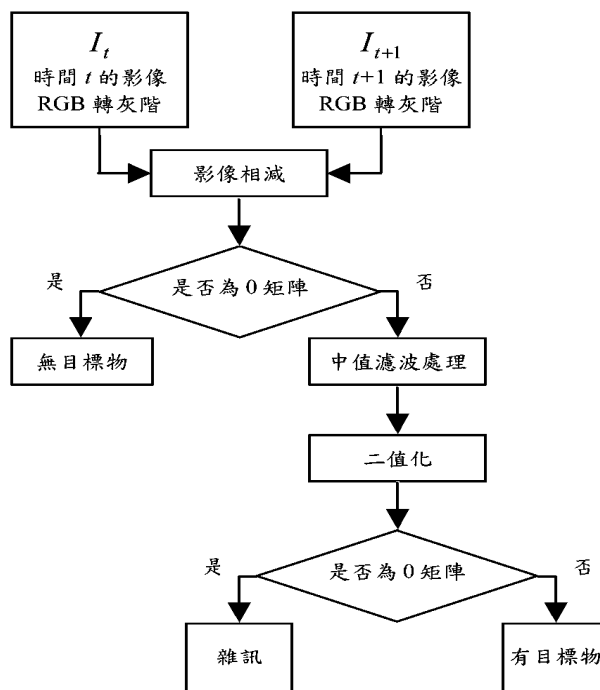 I_t
時間 t 的影像
RGB 轉灰階
I_{t+1}
時間 t+1 的影像
RGB 轉灰階
影像相減
是否為 0 矩陣
是
否
無目標物
中值濾波處理
二值化
是否為 0 矩陣
是
否
雜訊
有目標物